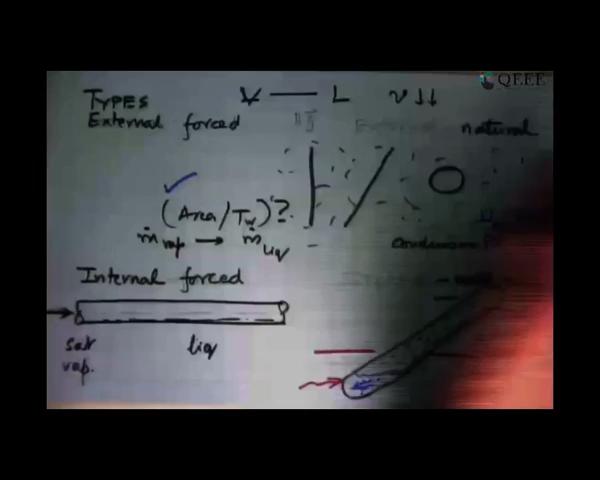 QEEE
TYPES V — L ν ↓↓
External forced natural
(Area/Tw)?
ṁvap → ṁliq
Internal forced
sat liq
vap.